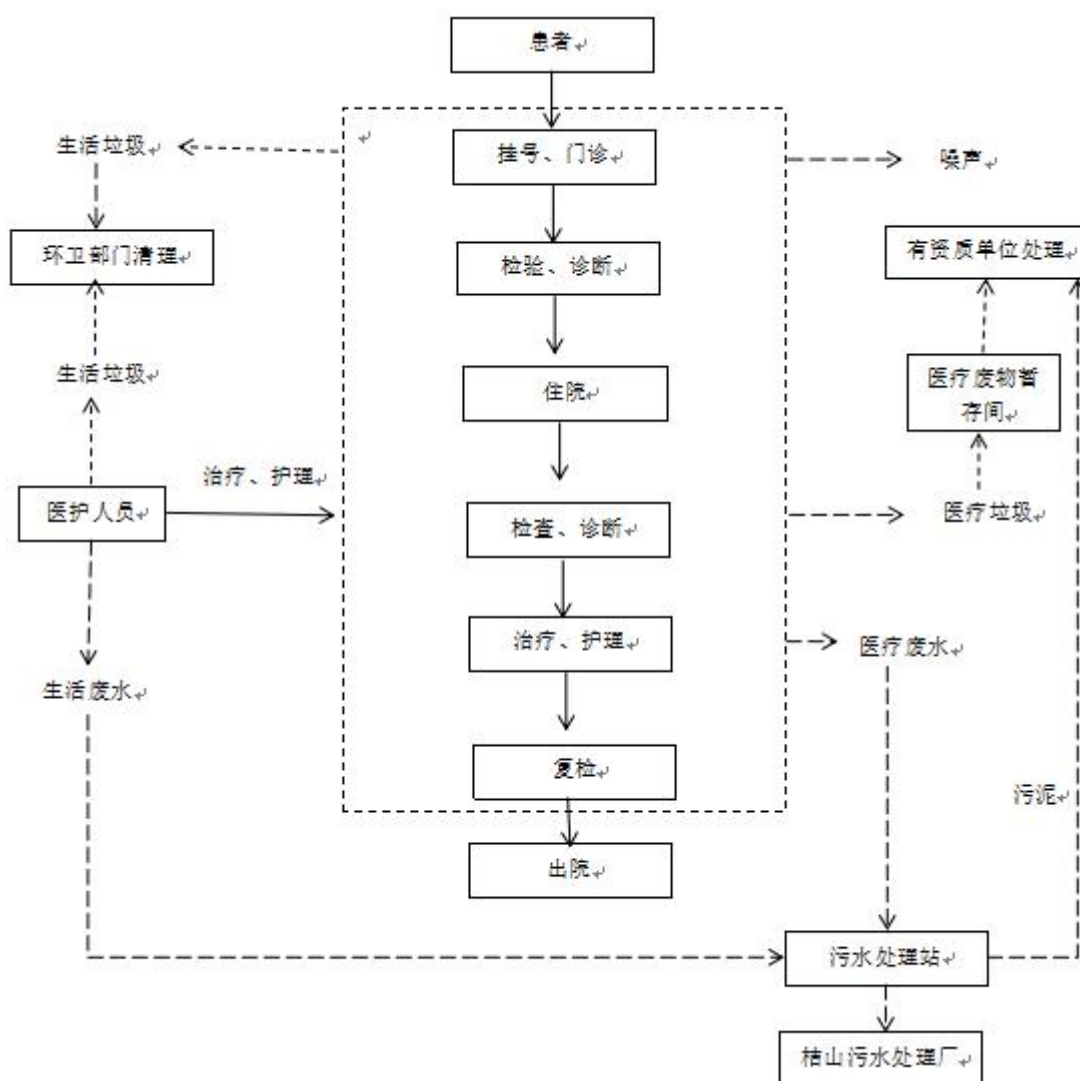 患者
生活垃圾
挂号、门诊
噪声
环卫部门清理
检验、诊断
有资质单位处理
生活垃圾
住院
医疗废物暂
存间
治疗、护理
医护人员
检查、诊断
医疗垃圾
治疗、护理
医疗废水
生活废水
复检
污泥
出院
污水处理站
桔山污水处理厂